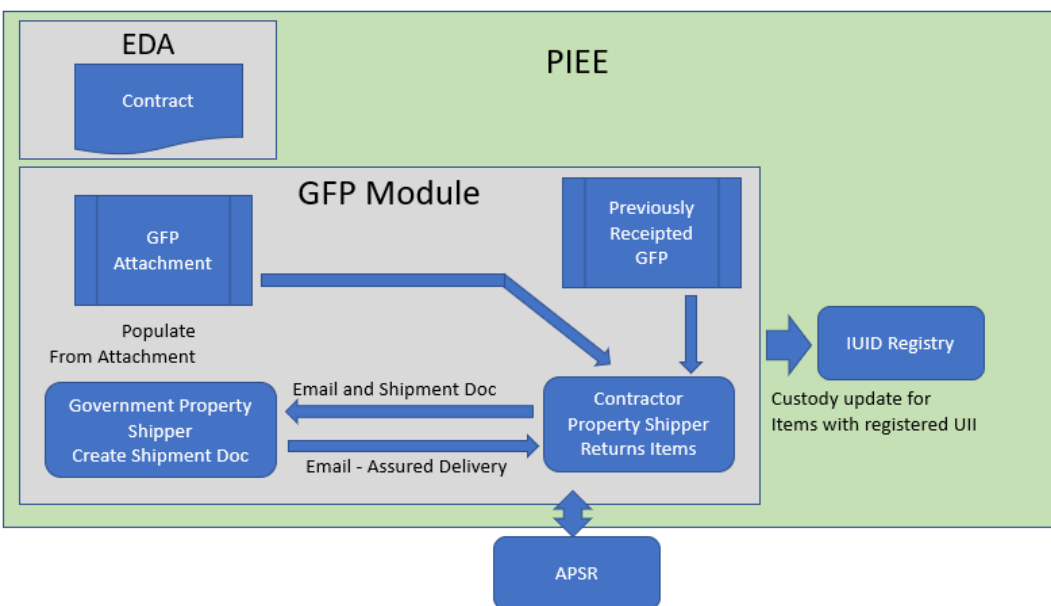 EDA
PIEE
Contract
GFP Module
GFP
Attachment
Previously
Receipted
GFP
Populate
From Attachment
IUID Registry
Government Property
Shipper
Create Shipment Doc
Email and Shipment Doc
Email - Assured Delivery
Contractor
Property Shipper
Returns Items
Custody update for
Items with registered UII
APSR